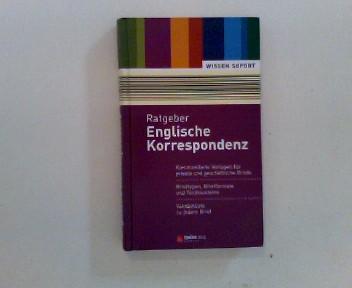 WISSEN SOFORT
Ratgeber
Englische
Korrespondenz
Kommentierte Vorlagen für
private und geschäftliche Briefe
Brieftypen, Briefformate
und Textbausteine
Vokabelliste
zu jedem Brief